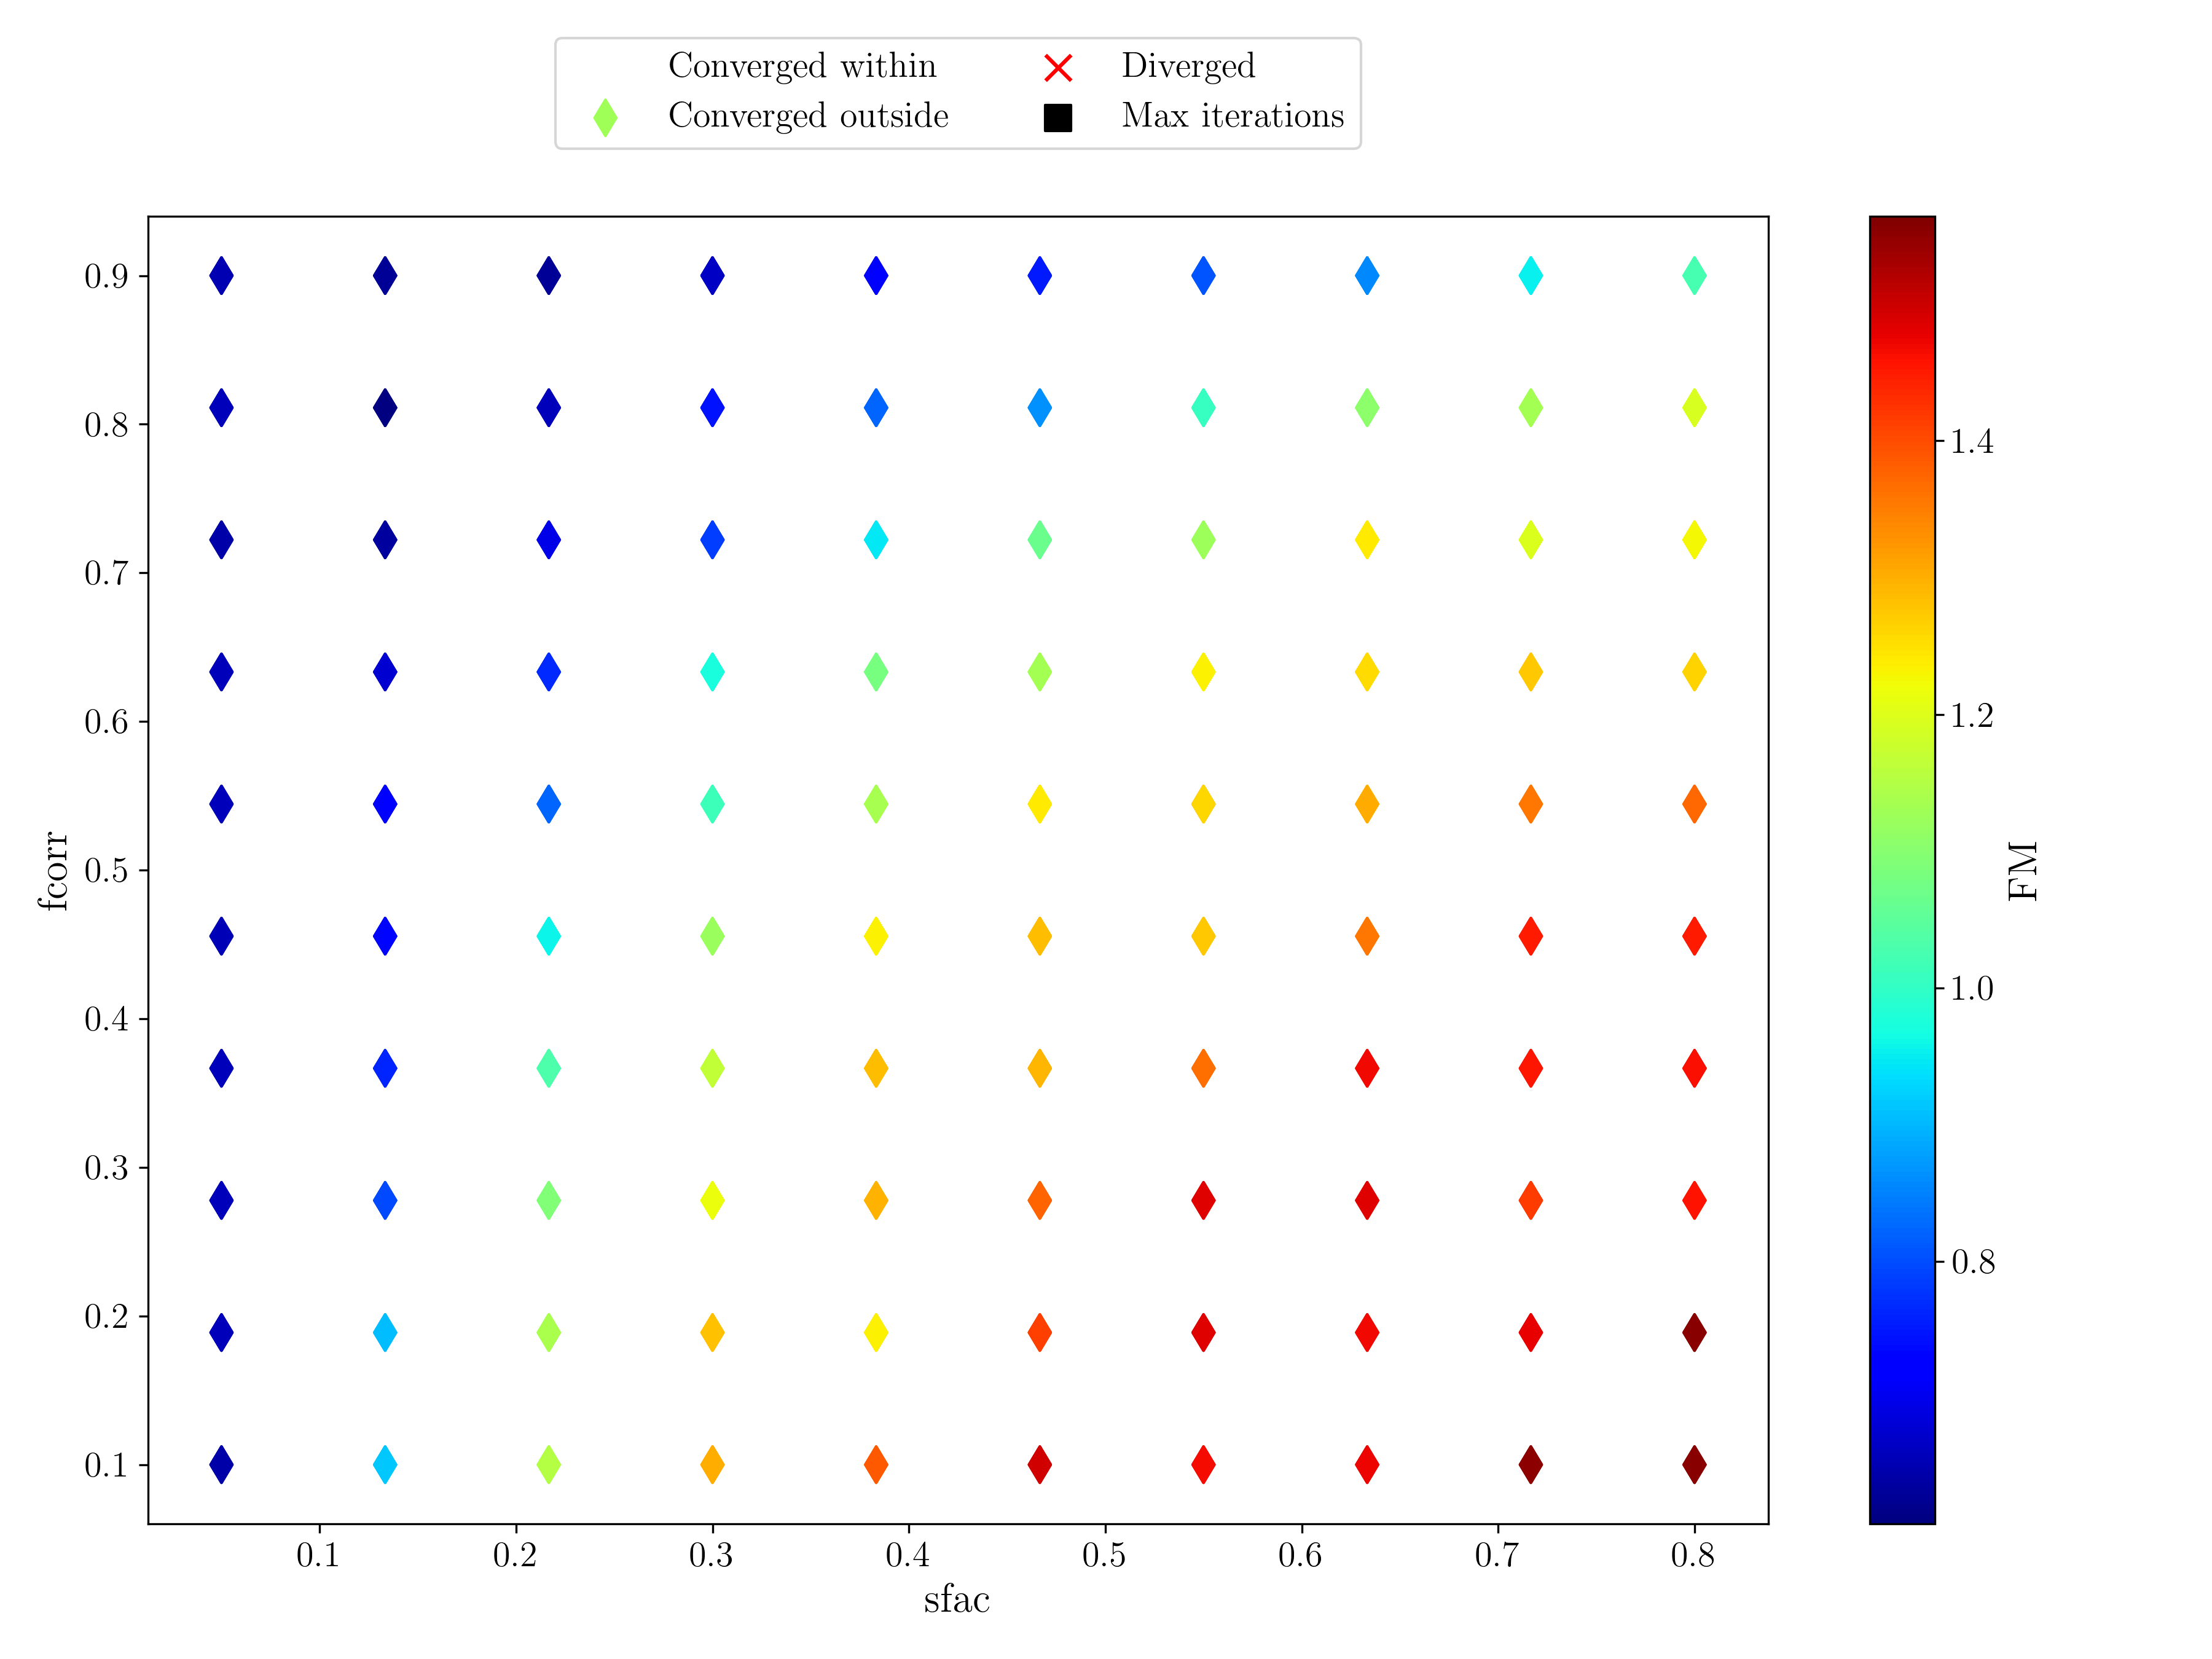 Converged within
Diverged
Converged outside
Max iterations
0.9
0.8
0.7
0.6
0.5
0.4
0.3
0.2
0.1
fcorr
0.1 0.2 0.3 0.4 0.5 0.6 0.7 0.8
sfac
1.4
1.2
1.0
0.8
FM